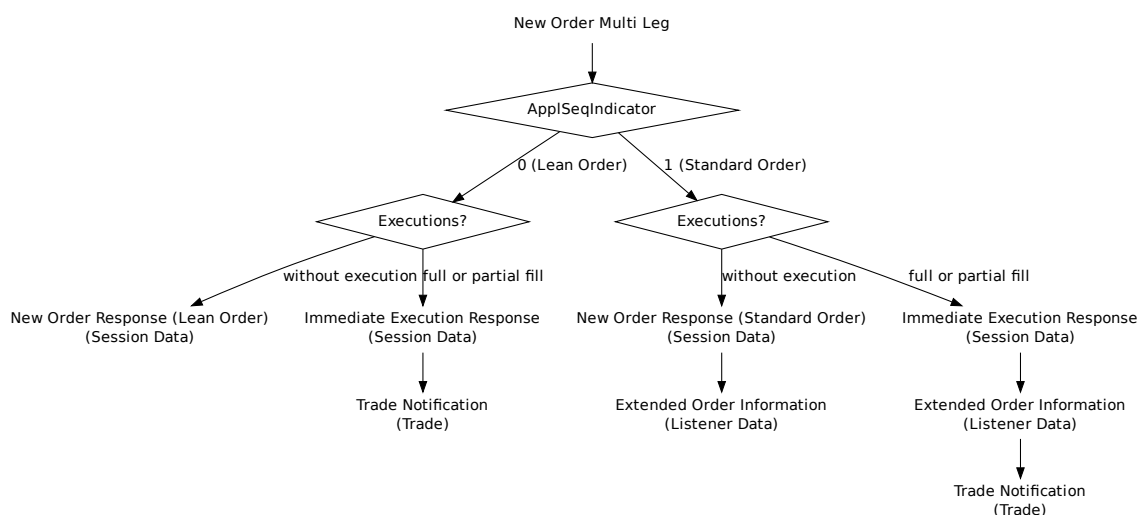 New Order Multi Leg
ApplSeqIndicator
0 (Lean Order)
1 (Standard Order)
Executions?
Executions?
without execution
full or partial fill
without execution
full or partial fill
New Order Response (Lean Order)
(Session Data)
Immediate Execution Response
(Session Data)
New Order Response (Standard Order)
(Session Data)
Immediate Execution Response
(Session Data)
Trade Notification
(Trade)
Extended Order Information
(Listener Data)
Extended Order Information
(Listener Data)
Trade Notification
(Trade)